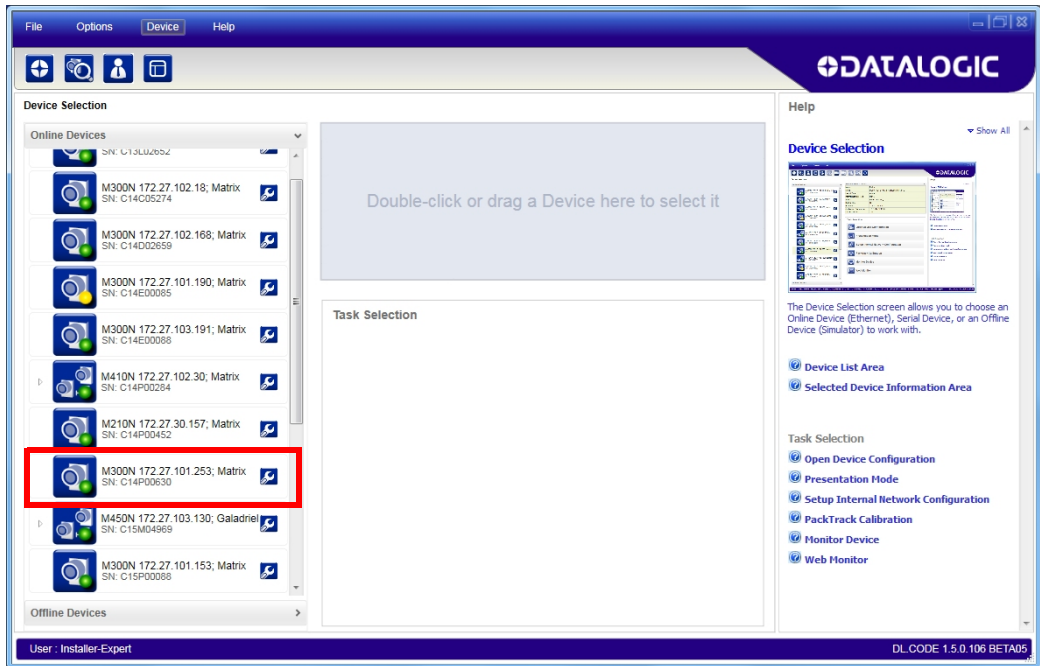 File Options Device Help
DATALOGIC
Device Selection
Online Devices
SN: C13L02652
M300N 172.27.102.18; Matrix
SN: C14C05274
M300N 172.27.102.168; Matrix
SN: C14D02659
M300N 172.27.101.190; Matrix
SN: C14E00085
M300N 172.27.103.191; Matrix
SN: C14E00088
M410N 172.27.102.30; Matrix
SN: C14P00284
M210N 172.27.30.157; Matrix
SN: C14P00452
M300N 172.27.101.253; Matrix
SN: C14P00630
M450N 172.27.103.130; Galadriel
SN: C15M04969
M300N 172.27.101.153; Matrix
SN: C15P00088
Offline Devices
Double-click or drag a Device here to select it
Task Selection
Help
Show All
Device Selection
The Device Selection screen allows you to choose an
Online Device (Ethernet), Serial Device, or an Offline
Device (Simulator) to work with.
Device List Area
Selected Device Information Area
Task Selection
Open Device Configuration
Presentation Mode
Setup Internal Network Configuration
PackTrack Calibration
Monitor Device
Web Monitor
User : Installer-Expert
DL.CODE 1.5.0.106 BETA05